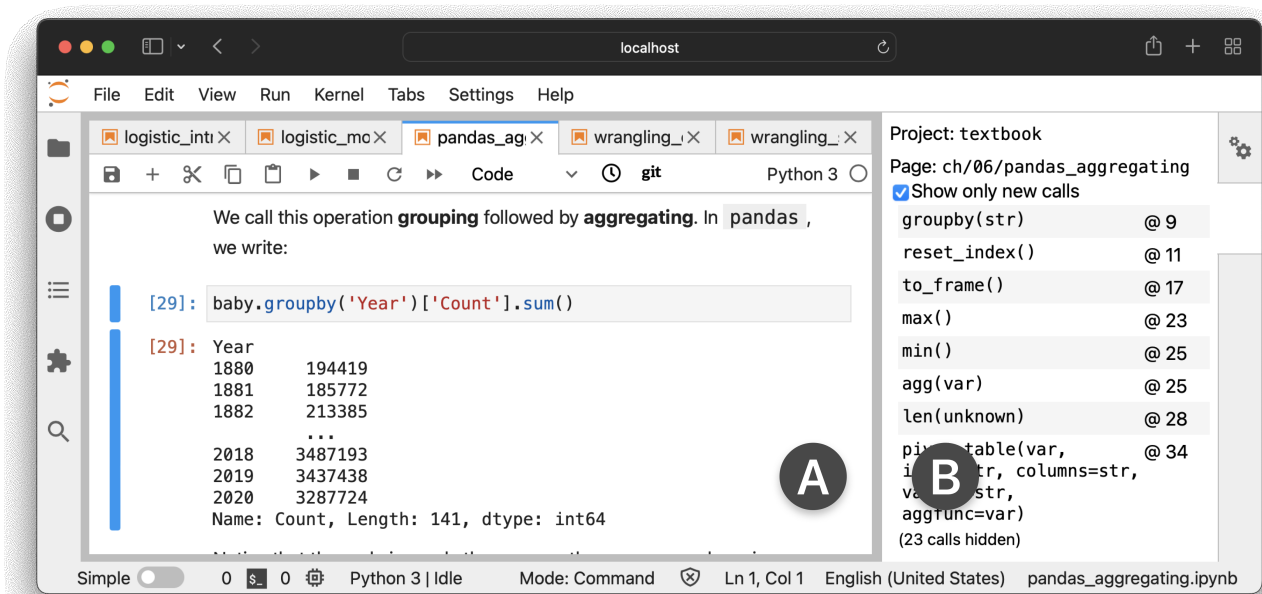 localhost
File Edit View Run Kernel Tabs Settings Help
logistic_intr logistic_mo pandas_agg wrangling_ wrangling_
Code git Python 3
We call this operation grouping followed by aggregating. In pandas ,
we write:
[29]: baby.groupby('Year')['Count'].sum()
[29]: Year
1880 194419
1881 185772
1882 213385
...
2018 3487193
2019 3437438
2020 3287724
Name: Count, Length: 141, dtype: int64
A
Project: textbook
Page: ch/06/pandas_aggregating
Show only new calls
groupby(str) @ 9
reset_index() @ 11
to_frame() @ 17
max() @ 23
min() @ 25
agg(var) @ 25
len(unknown) @ 28
table(var, @ 34
columns=str,
str,
aggfunc=var)
B
(23 calls hidden)
Simple 0 $_ 0 Python 3 | Idle Mode: Command Ln 1, Col 1 English (United States) pandas_aggregating.ipynb